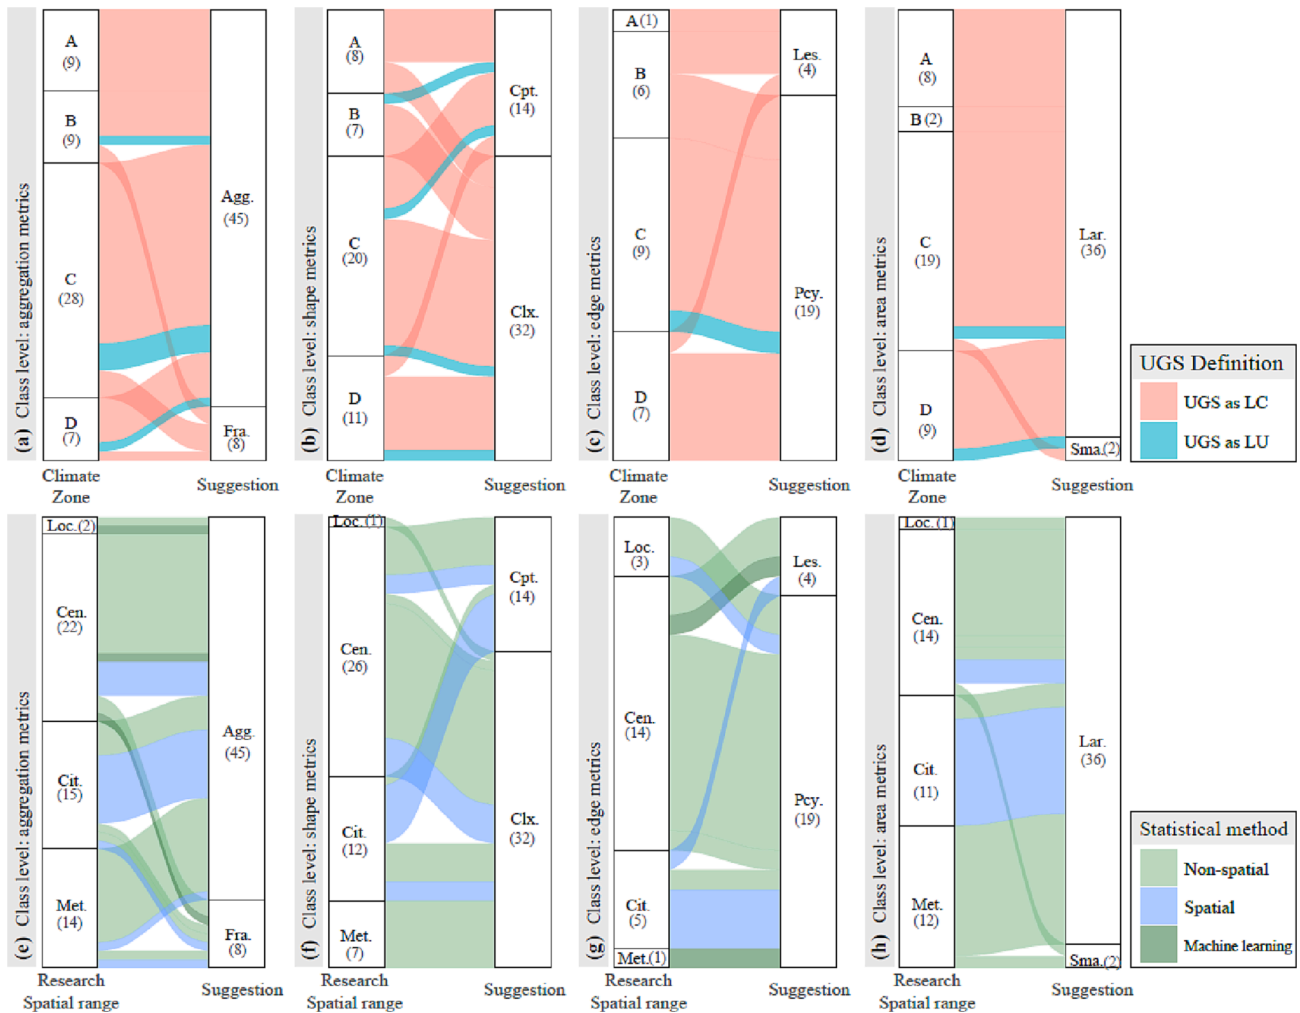 (a) Class level: aggregation metrics
A
(9)
B
(9)
C
(28)
D
(7)
Agg.
(45)
Fra.
(8)
Climate
Zone
Suggestion
(b) Class level: shape metrics
A
(8)
B
(7)
C
(20)
D
(11)
Cpt.
(14)
Clx.
(32)
Climate
Zone
Suggestion
(c) Class level: edge metrics
A (1)
B
(6)
C
(9)
D
(7)
Les.
(4)
Pcy.
(19)
Climate
Zone
Suggestion
(d) Class level: area metrics
A
(8)
B (2)
C
(19)
D
(9)
Lar.
(36)
Sma.(2)
Climate
Zone
Suggestion
UGS Definition
UGS as LC
UGS as LU
(e) Class level: aggregation metrics
Loc. (2)
Cen.
(22)
Cit.
(15)
Met.
(14)
Agg.
(45)
Fra.
(8)
Research
Spatial range
Suggestion
(f) Class level: shape metrics
Loc. (1)
Cen.
(26)
Cit.
(12)
Met.
(7)
Cpt.
(14)
Clx.
(32)
Research
Spatial range
Suggestion
(g) Class level: edge metrics
Loc.
(3)
Cen.
(14)
Cit.
(5)
Met.(1)
Les.
(4)
Pcy.
(19)
Research
Spatial range
Suggestion
(h) Class level: area metrics
Loc.(1)
Cen.
(14)
Cit.
(11)
Met.
(12)
Lar.
(36)
Sma.(2)
Research
Spatial range
Suggestion
Statistical method
Non-spatial
Spatial
Machine learning